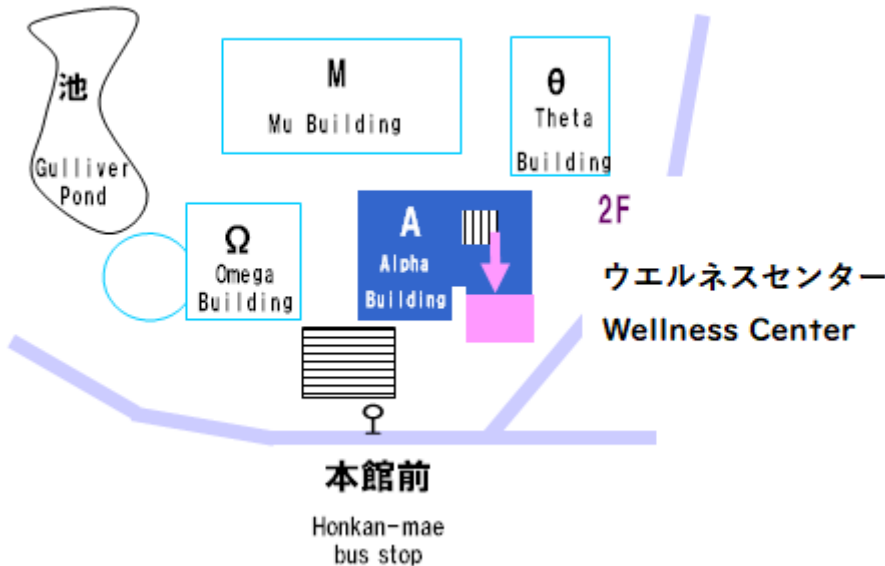 池
Gulliver
Pond
M
Mu Building
θ
Theta
Building
Ω
Omega
Building
A
Alpha
Building
2F
ウエルネスセンター
Wellness Center
本館前
Honkan-mae
bus stop